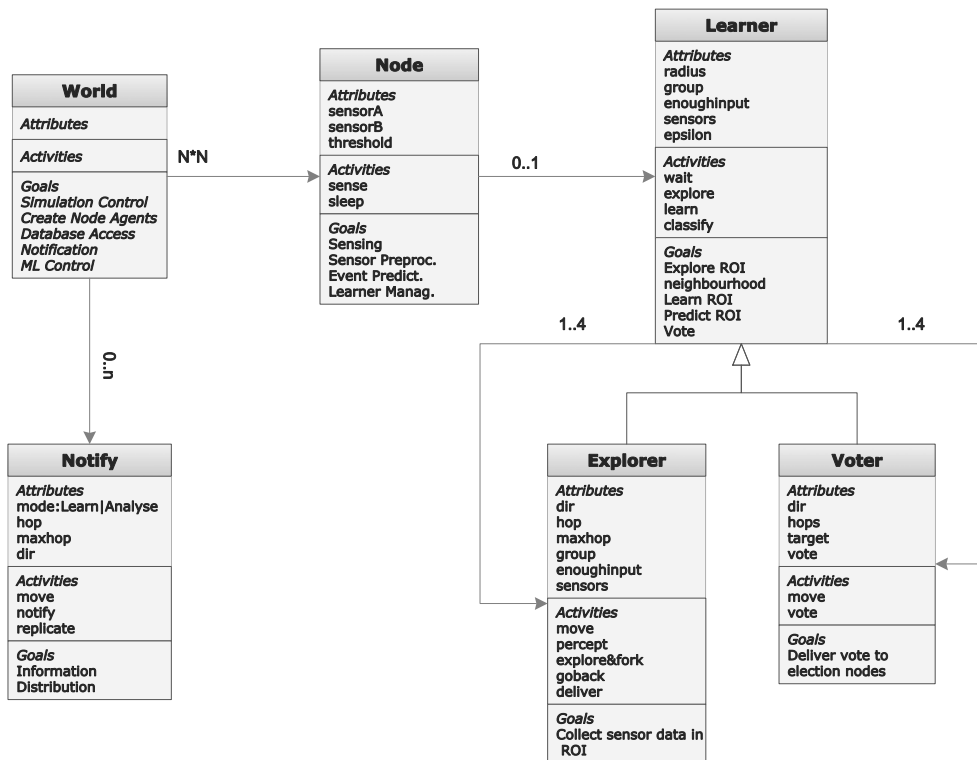 World
Attributes
Activities
Goals
Simulation Control
Create Node Agents
Database Access
Notification
ML Control
N*N
Node
Attributes
sensorA
sensorB
threshold
Activities
sense
sleep
Goals
Sensing
Sensor Preproc.
Event Predict.
Learner Manag.
0..1
Learner
Attributes
radius
group
enoughinput
sensors
epsilon
Activities
wait
explore
learn
classify
Goals
Explore ROI
neighbourhood
Learn ROI
Predict ROI
Vote
1..4
1..4
0..n
Notify
Attributes
mode:Learn|Analyse
hop
maxhop
dir
Activities
move
notify
replicate
Goals
Information
Distribution
Explorer
Attributes
dir
hop
maxhop
group
enoughinput
sensors
Activities
move
percept
explore&fork
goback
deliver
Goals
Collect sensor data in
ROI
Voter
Attributes
dir
hops
target
vote
Activities
move
vote
Goals
Deliver vote to
election nodes